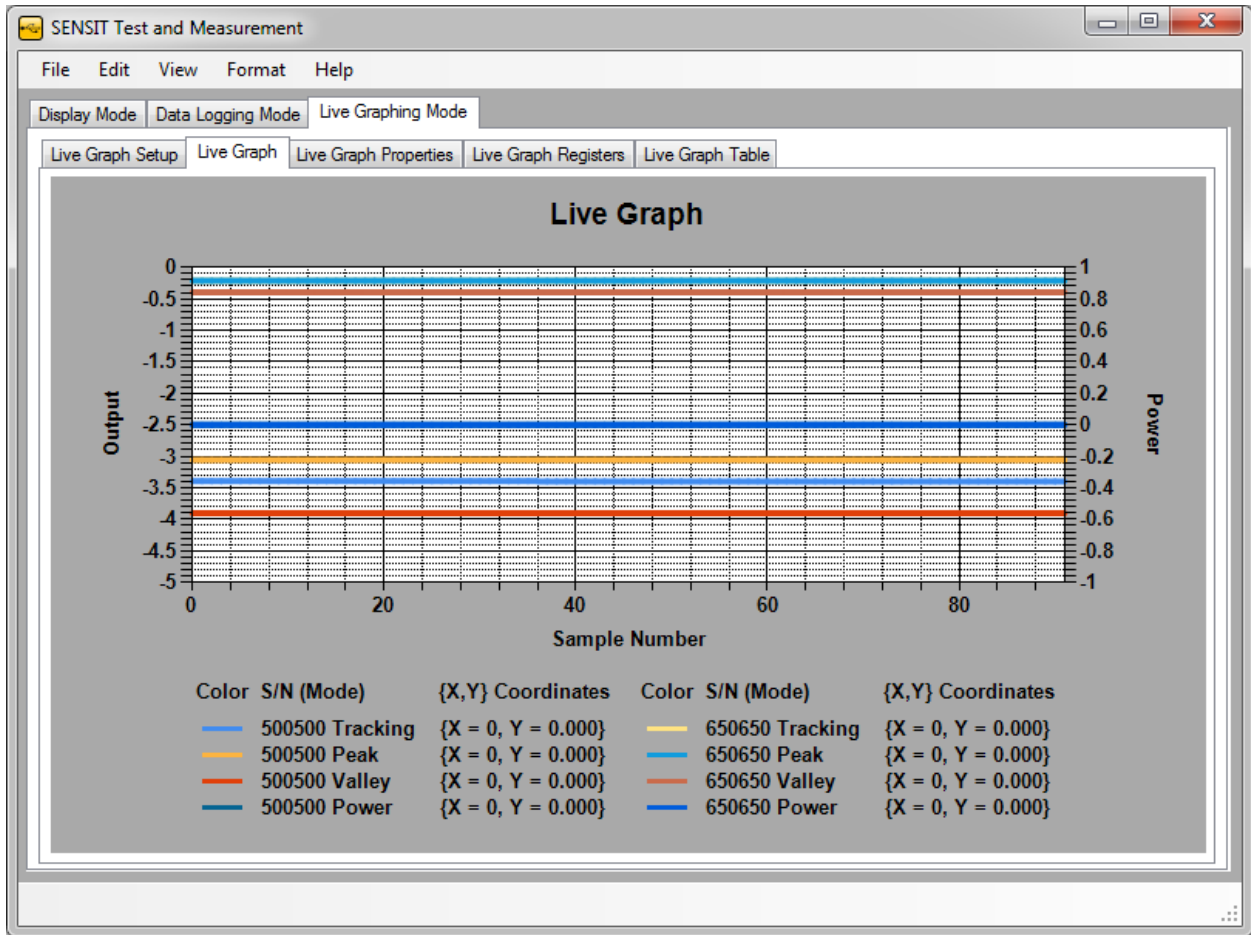 SENSIT Test and Measurement
File Edit View Format Help
Display Mode Data Logging Mode Live Graphing Mode
Live Graph Setup Live Graph Live Graph Properties Live Graph Registers Live Graph Table
Live Graph
0 1
-0.5 0.8
-1 0.6
-1.5 0.4
-2 0.2
-2.5 0
-3 -0.2
-3.5 -0.4
-4 -0.6
-4.5 -0.8
-5 -1
Output
Power
0 20 40 60 80
Sample Number
Color S/N (Mode) {X,Y} Coordinates Color S/N (Mode) {X,Y} Coordinates
500500 Tracking {X = 0, Y = 0.000} 650650 Tracking {X = 0, Y = 0.000}
500500 Peak {X = 0, Y = 0.000} 650650 Peak {X = 0, Y = 0.000}
500500 Valley {X = 0, Y = 0.000} 650650 Valley {X = 0, Y = 0.000}
500500 Power {X = 0, Y = 0.000} 650650 Power {X = 0, Y = 0.000}